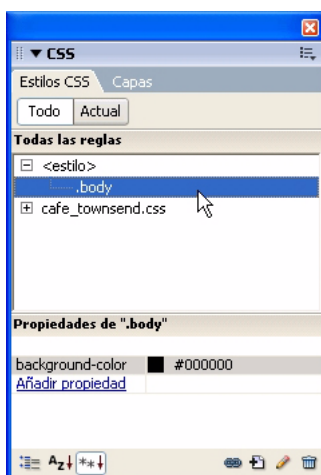 CSS
Estilos CSS Capas
Todo Actual
Todas las reglas
<estilo>
.body
cafe_townsend.css
Propiedades de ".body"
background-color #000000
Añadir propiedad
AZ